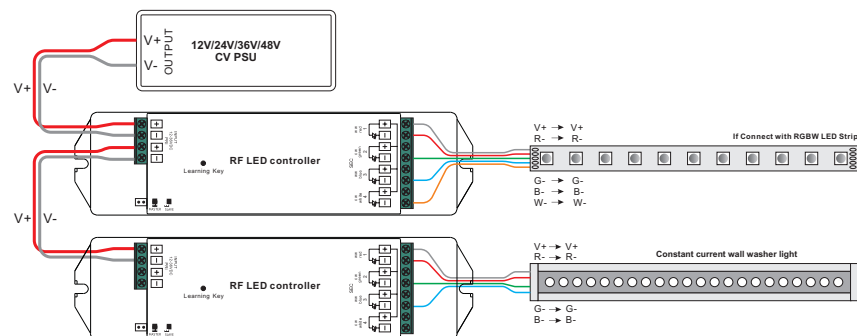 12V/24V/36V/48V
CV PSU
V+
V-
OUTPUT
V+
V-
RF LED controller
Learning Key
If Connect with RGBW LED Strip
V+ → V+
R- → R-
G- → G-
B- → B-
W- → W-
V+
V-
RF LED controller
Learning Key
Constant current wall washer light
V+ → V+
R- → R-
G- → G-
B- → B-